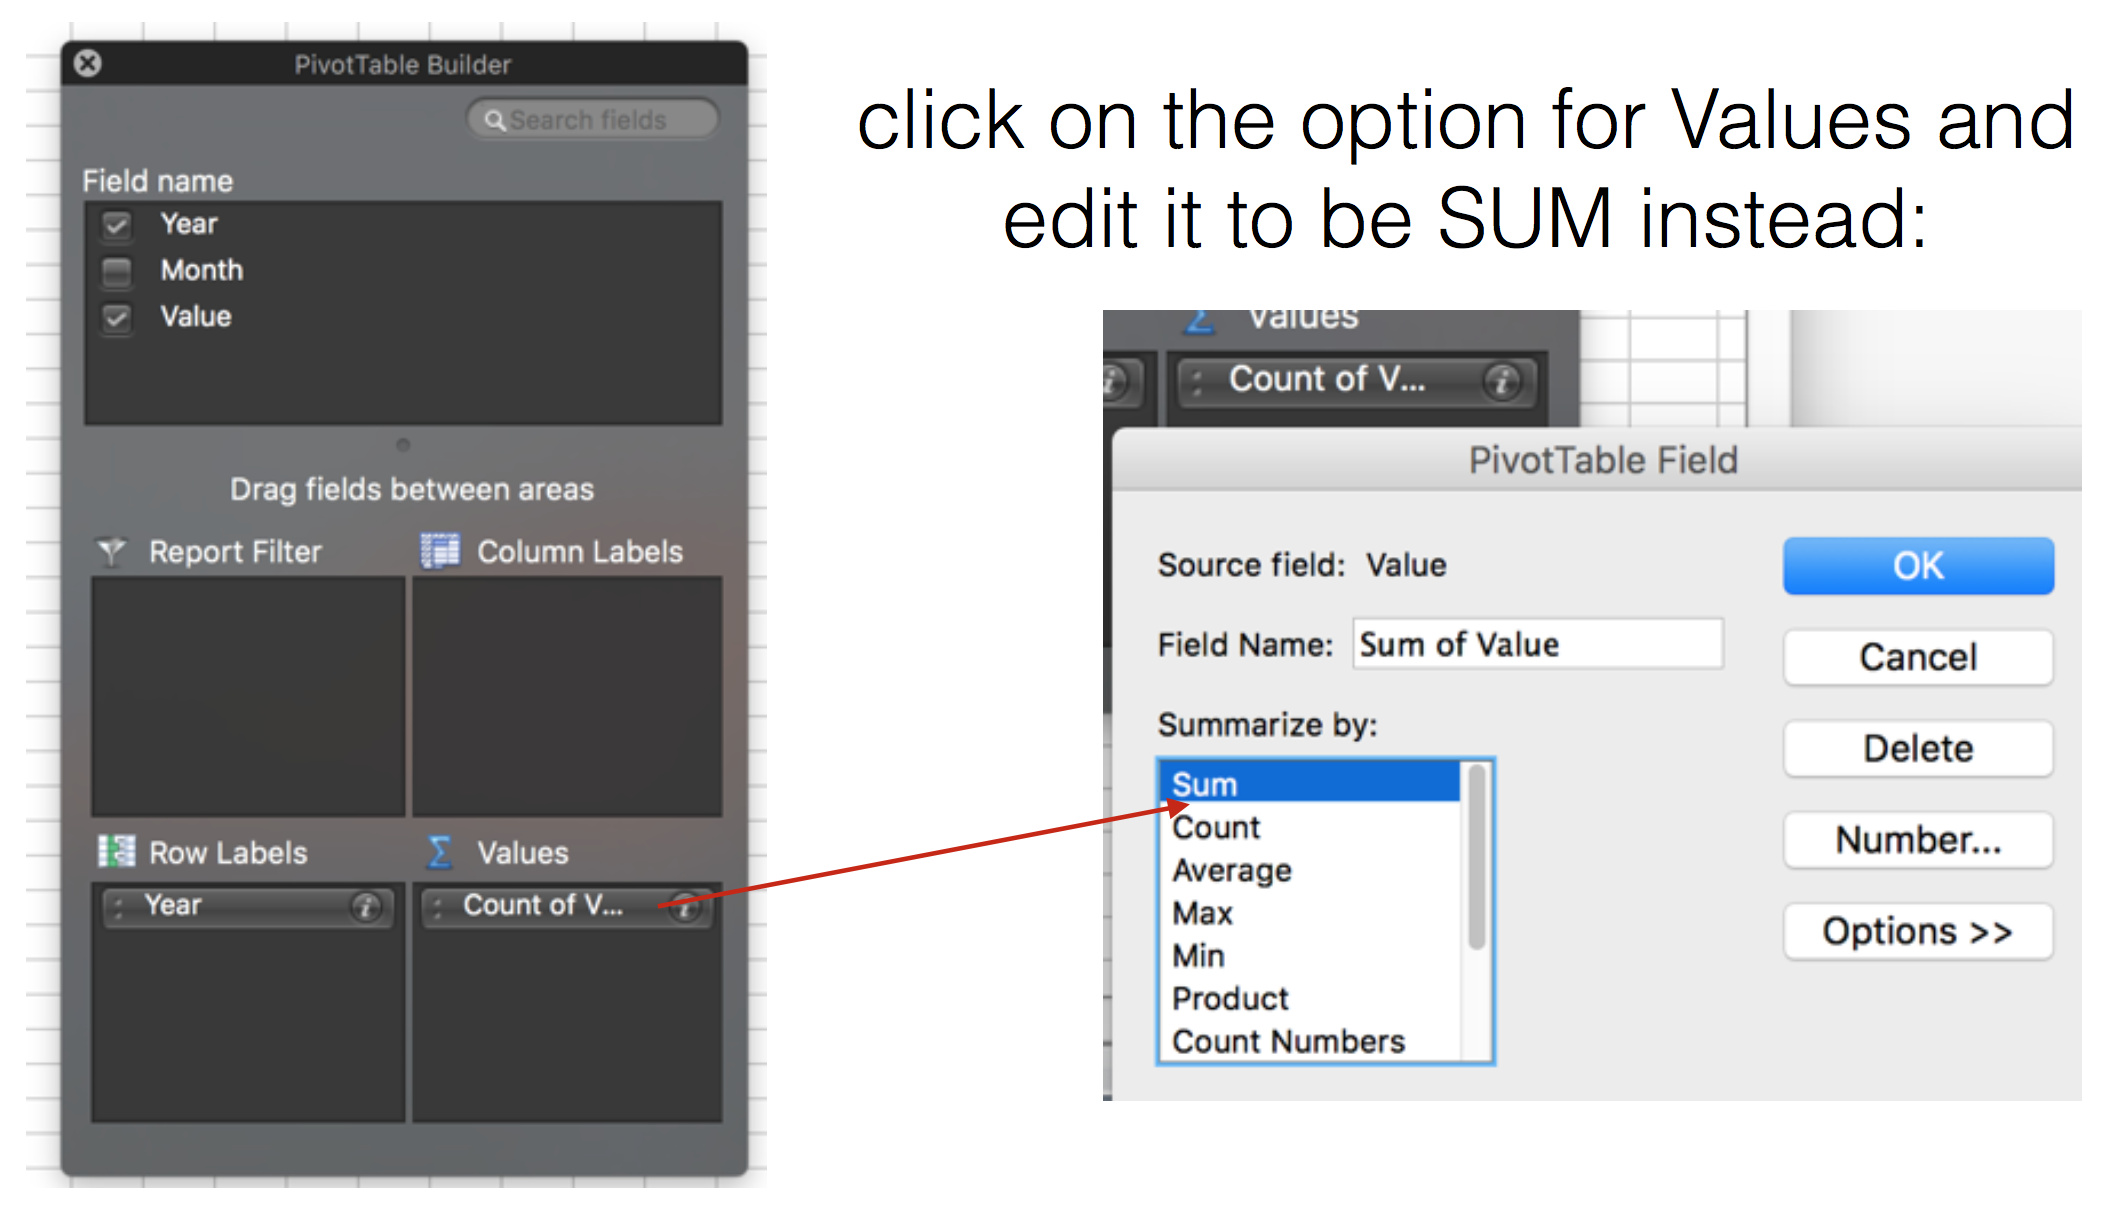 PivotTable Builder
Search fields
Field name
Year
Month
Value
Drag fields between areas
Report Filter
Column Labels
Row Labels
Values
Year
Count of V...
click on the option for Values and
edit it to be SUM instead:
Values
Count of V...
PivotTable Field
Source field: Value
Field Name: Sum of Value
Summarize by:
Sum
Count
Average
Max
Min
Product
Count Numbers
OK
Cancel
Delete
Number...
Options >>